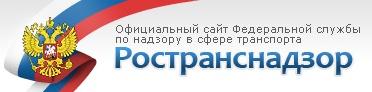 Официальный сайт Федеральной службы
по надзору в сфере транспорта
Ространснадзор